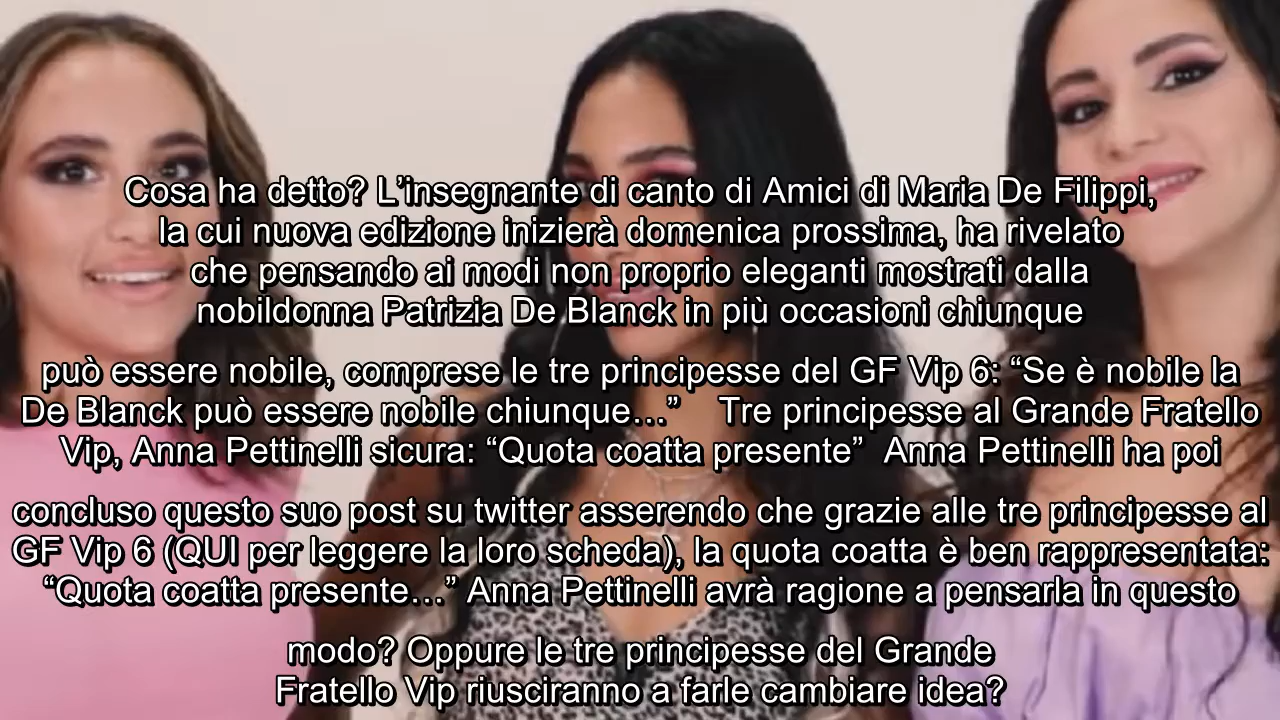 Cosa ha detto? L’insegnante di canto di Amici di Maria De Filippi,
la cui nuova edizione inizierà domenica prossima, ha rivelato
che pensando ai modi non proprio eleganti mostrati dalla
nobildonna Patrizia De Blanck in più occasioni chiunque
può essere nobile, comprese le tre principesse del GF Vip 6: “Se è nobile la
De Blanck può essere nobile chiunque…” Tre principesse al Grande Fratello
Vip, Anna Pettinelli sicura: “Quota coatta presente” Anna Pettinelli ha poi
concluso questo suo post su twitter asserendo che grazie alle tre principesse al
GF Vip 6 (QUI per leggere la loro scheda), la quota coatta è ben rappresentata:
“Quota coatta presente…” Anna Pettinelli avrà ragione a pensarla in questo
modo? Oppure le tre principesse del Grande
Fratello Vip riusciranno a farle cambiare idea?